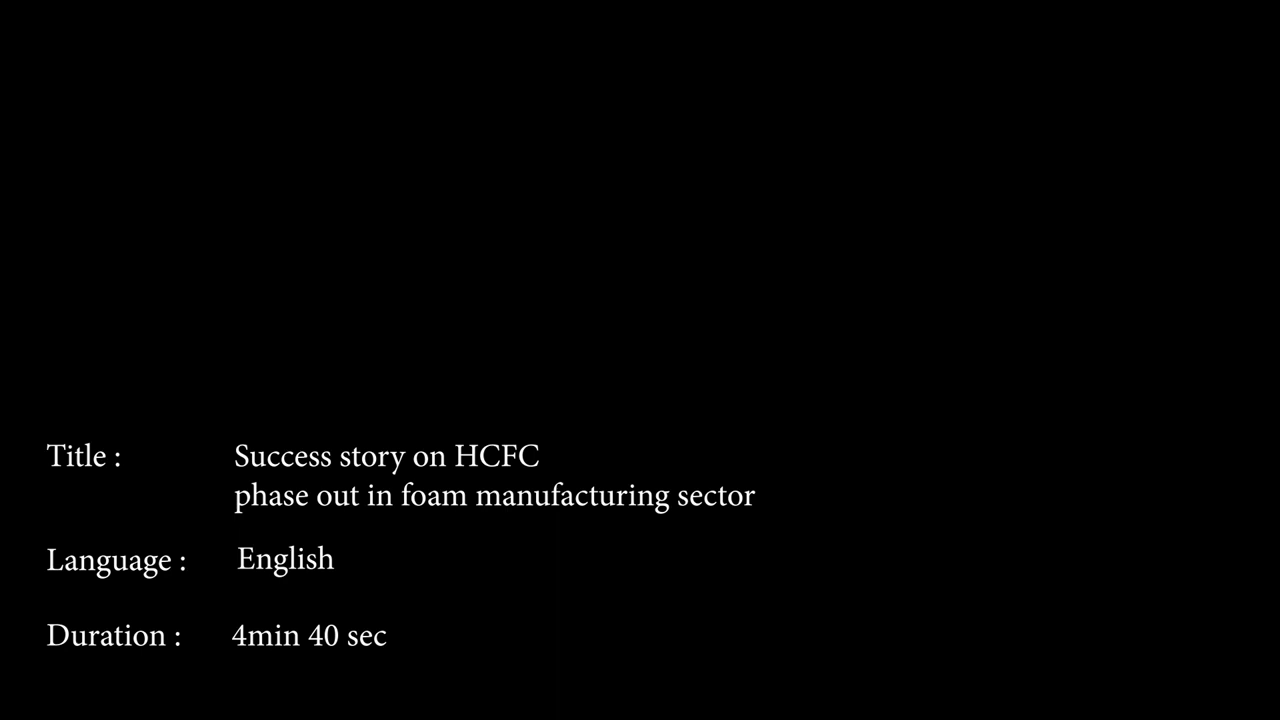 Title : Success story on HCFC
phase out in foam manufacturing sector
Language : English
Duration : 4min 40 sec